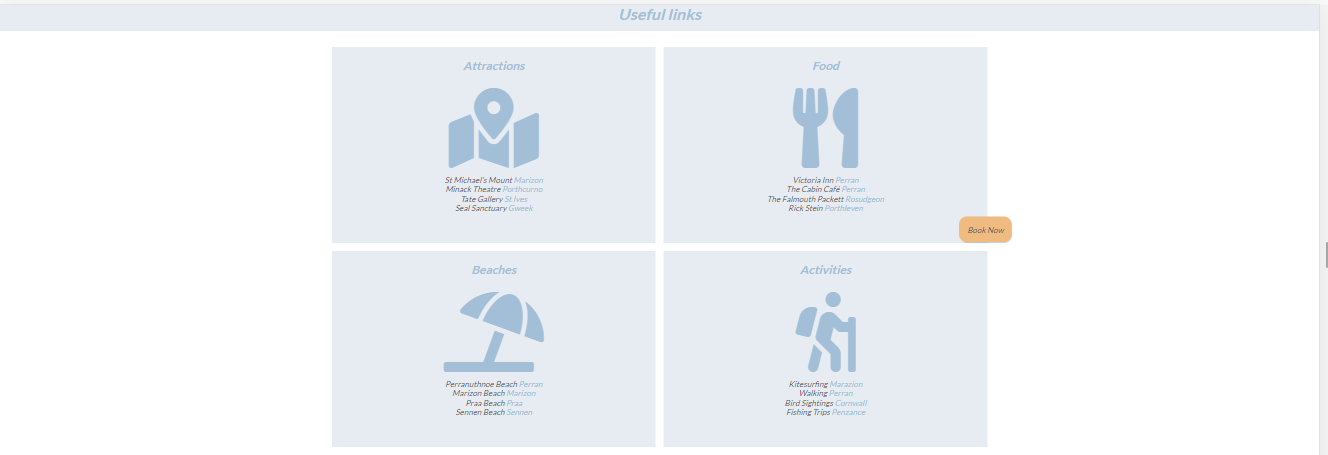 Useful links
Attractions
St Michael's Mount Marizon
Minack Theatre Porthcurno
Tate Gallery St Ives
Seal Sanctuary Gweek
Food
Victoria Inn Perran
The Cabin Café Perran
The Falmouth Packett Rosudgeon
Rick Stein Porthleven
Book Now
Beaches
Perranuthnoe Beach Perran
Marizon Beach Marizon
Praa Beach Praa
Sennen Beach Sennen
Activities
Kitesurfing Marazion
Walking Perran
Bird Sightings Cornwall
Fishing Trips Penzance